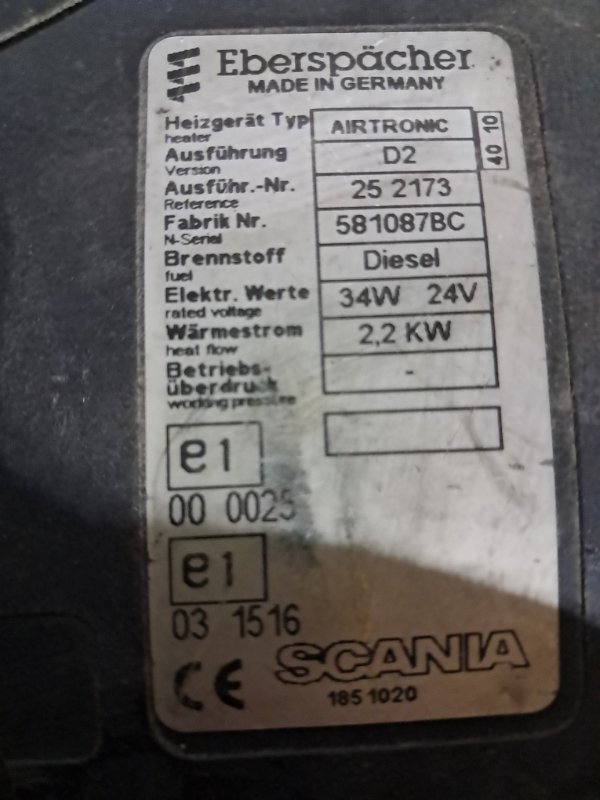 Eberspächer
MADE IN GERMANY
Heizgerät Typ AIRTRONIC 40 10
heater
Ausführung D2
Version
Ausführ.-Nr. 25 2173
Reference
Fabrik Nr. 581087BC
N-Serial
Brennstoff Diesel
fuel
Elektr. Werte 34W 24V
rated voltage
Wärmestrom 2,2 KW
heat flow
Betriebs- -
überdruck
working pressure
e1
00 0025
e1
03 1516
CE SCANIA
185 1020